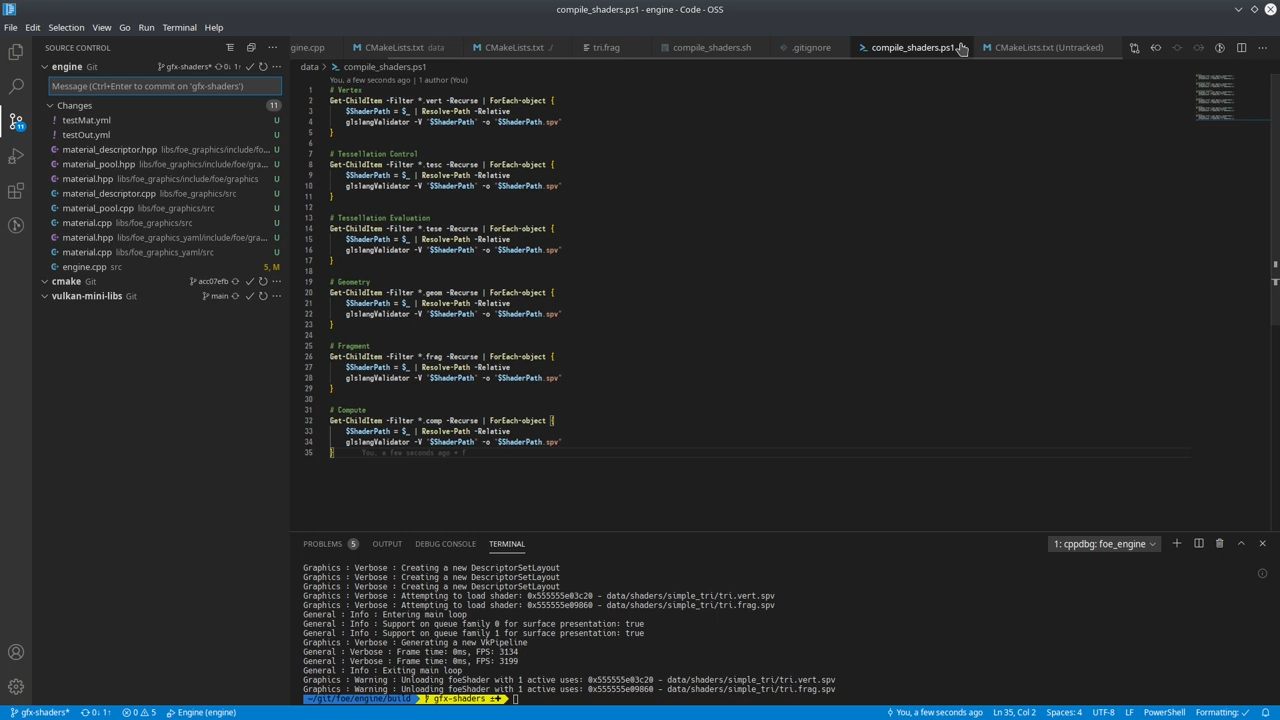 compile_shaders.ps1 - engine - Code - OSS
File Edit Selection View Go Run Terminal Help
SOURCE CONTROL
engine Git gfx-shaders* 0↓ 1↑
Message (Ctrl+Enter to commit on 'gfx-shaders')
Changes 11
testMat.yml U
testOut.yml U
material_descriptor.hpp libs/foe_graphics/include/fo... U
material_pool.hpp libs/foe_graphics/include/foe/gra... U
material.hpp libs/foe_graphics/include/foe/graphics U
material_descriptor.cpp libs/foe_graphics/src U
material_pool.cpp libs/foe_graphics/src U
material.cpp libs/foe_graphics/src U
material.hpp libs/foe_graphics_yaml/include/foe/gra... U
material.cpp libs/foe_graphics_yaml/src U
engine.cpp src 5, M
cmake Git acc07efb
vulkan-mini-libs Git main
ngine.cpp CMakeLists.txt data CMakeLists.txt ./ tri.frag compile_shaders.sh .gitignore compile_shaders.ps1 CMakeLists.txt (Untracked)
data > compile_shaders.ps1
You, a few seconds ago | 1 author (You)
1 # Vertex
2 Get-ChildItem -Filter *.vert -Recurse | ForEach-object {
3 $ShaderPath = $_ | Resolve-Path -Relative
4 glslangValidator -V "$ShaderPath" -o "$ShaderPath.spv"
5 }
6
7 # Tessellation Control
8 Get-ChildItem -Filter *.tesc -Recurse | ForEach-object {
9 $ShaderPath = $_ | Resolve-Path -Relative
10 glslangValidator -V "$ShaderPath" -o "$ShaderPath.spv"
11 }
12
13 # Tessellation Evaluation
14 Get-ChildItem -Filter *.tese -Recurse | ForEach-object {
15 $ShaderPath = $_ | Resolve-Path -Relative
16 glslangValidator -V "$ShaderPath" -o "$ShaderPath.spv"
17 }
18
19 # Geometry
20 Get-ChildItem -Filter *.geom -Recurse | ForEach-object {
21 $ShaderPath = $_ | Resolve-Path -Relative
22 glslangValidator -V "$ShaderPath" -o "$ShaderPath.spv"
23 }
24
25 # Fragment
26 Get-ChildItem -Filter *.frag -Recurse | ForEach-object {
27 $ShaderPath = $_ | Resolve-Path -Relative
28 glslangValidator -V "$ShaderPath" -o "$ShaderPath.spv"
29 }
30
31 # Compute
32 Get-ChildItem -Filter *.comp -Recurse | ForEach-object {
33 $ShaderPath = $_ | Resolve-Path -Relative
34 glslangValidator -V "$ShaderPath" -o "$ShaderPath.spv"
35 } You, a few seconds ago • f
PROBLEMS 5 OUTPUT DEBUG CONSOLE TERMINAL 1: cppdbg: foe_engine
Graphics : Verbose : Creating a new DescriptorSetLayout
Graphics : Verbose : Creating a new DescriptorSetLayout
Graphics : Verbose : Creating a new DescriptorSetLayout
Graphics : Verbose : Attempting to load shader: 0x555555e03c20 - data/shaders/simple_tri/tri.vert.spv
Graphics : Verbose : Attempting to load shader: 0x555555e09860 - data/shaders/simple_tri/tri.frag.spv
General : Info : Entering main loop
General : Info : Support on queue family 0 for surface presentation: true
General : Info : Support on queue family 1 for surface presentation: true
Graphics : Verbose : Generating a new VkPipeline
General : Verbose : Frame time: 0ms, FPS: 3134
General : Verbose : Frame time: 0ms, FPS: 3199
General : Info : Exiting main loop
Graphics : Warning : Unloading foeShader with 1 active uses: 0x555555e03c20 - data/shaders/simple_tri/tri.vert.spv
Graphics : Warning : Unloading foeShader with 1 active uses: 0x555555e09860 - data/shaders/simple_tri/tri.frag.spv
~/git/foe/engine/build gfx-shaders ±✚
gfx-shaders* 0↓ 1↑ 0 5 Engine (engine) You, a few seconds ago Ln 35, Col 2 Spaces: 4 UTF-8 LF PowerShell Formatting: ✓